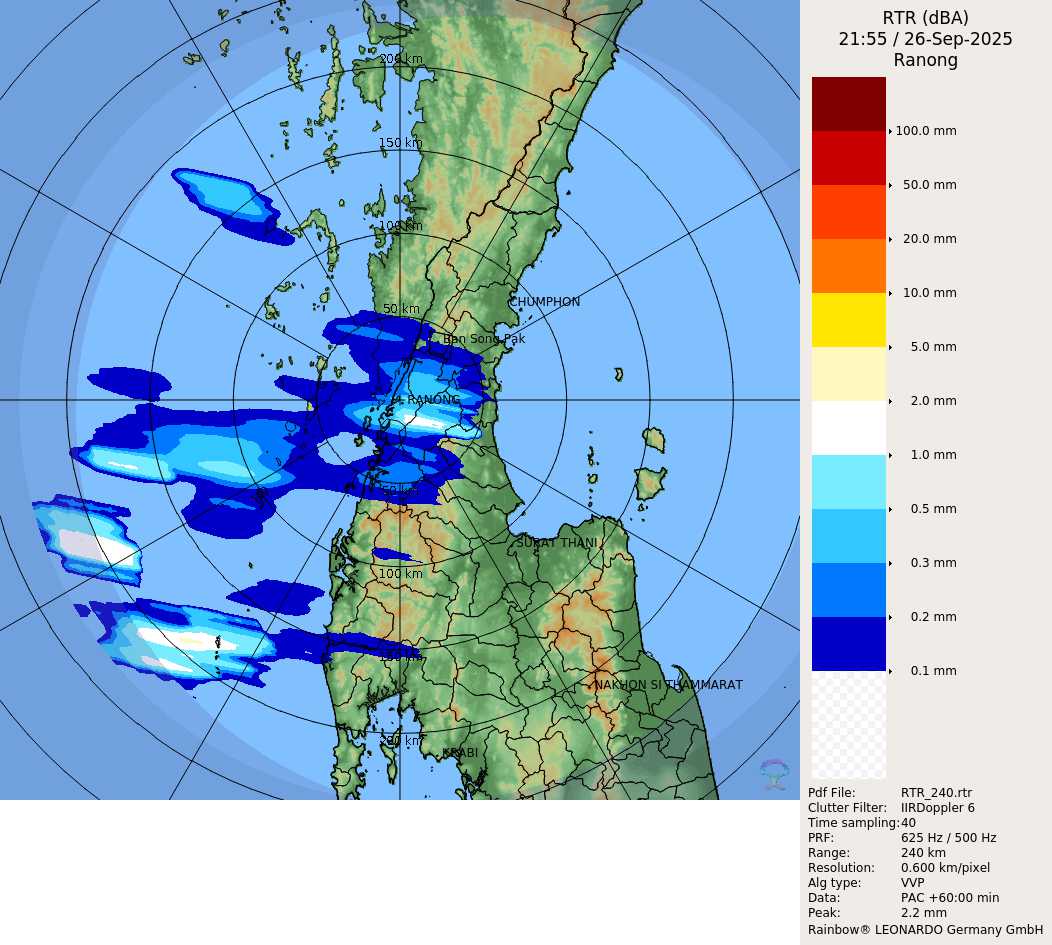 RTR (dBA)
21:55 / 26-Sep-2025
Ranong
200 km
150 km
100 km
50 km
CHUMPHON
Ban Song Pak
RANONG
50 km
SURAT THANI
100 km
150 km
NAKHON SI THAMMARAT
200 km
KRABI
100.0 mm
50.0 mm
20.0 mm
10.0 mm
5.0 mm
2.0 mm
1.0 mm
0.5 mm
0.3 mm
0.2 mm
0.1 mm
Pdf File: RTR_240.rtr
Clutter Filter: IIRDoppler 6
Time sampling:40
PRF: 625 Hz / 500 Hz
Range: 240 km
Resolution: 0.600 km/pixel
Alg type: VVP
Data: PAC +60:00 min
Peak: 2.2 mm
Rainbow® LEONARDO Germany GmbH